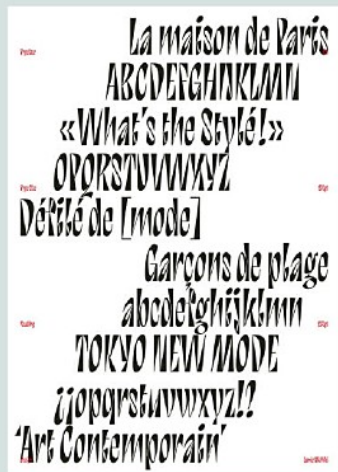 La maison de Paris
ABCDEFGHIJKLMN
«What's the Stylé!»
OPQRSTUVWXYZ
Défilé de [mode]
Garçons de plage
abcdefghijklmn
TOKYO NEW MODE
¿¡opqrstuvwxyz!?
'Art Contemporain'